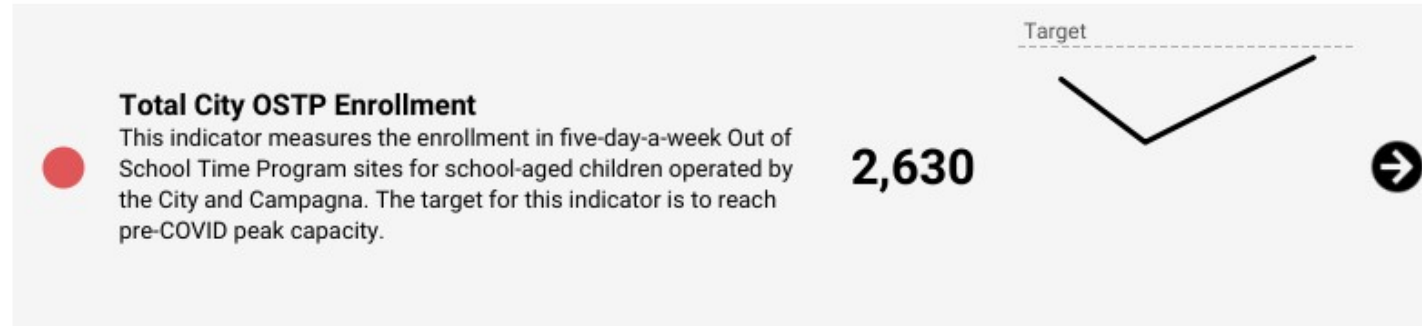 Target
Total City OSTP Enrollment
This indicator measures the enrollment in five-day-a-week Out of
School Time Program sites for school-aged children operated by
the City and Campagna. The target for this indicator is to reach
pre-COVID peak capacity.
2,630